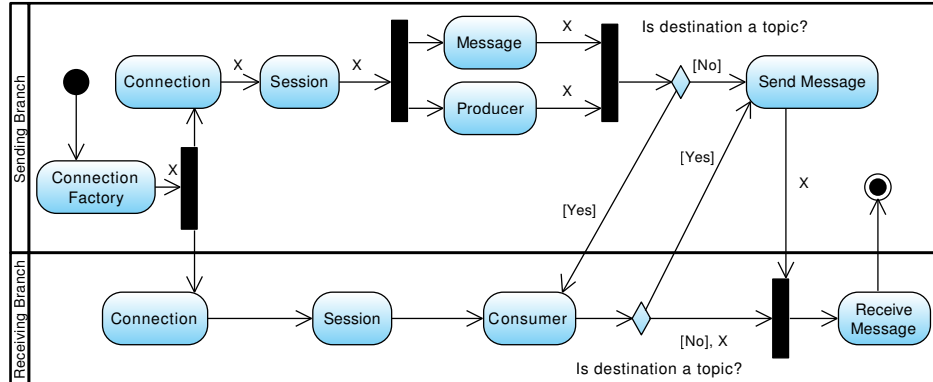 Sending Branch
Is destination a topic?
Message
X
[No]
Connection
X
Session
X
Send Message
Producer
X
[Yes]
Connection
Factory
X
X
[Yes]
Receiving Branch
Connection
Session
Consumer
Receive
Message
[No], X
Is destination a topic?